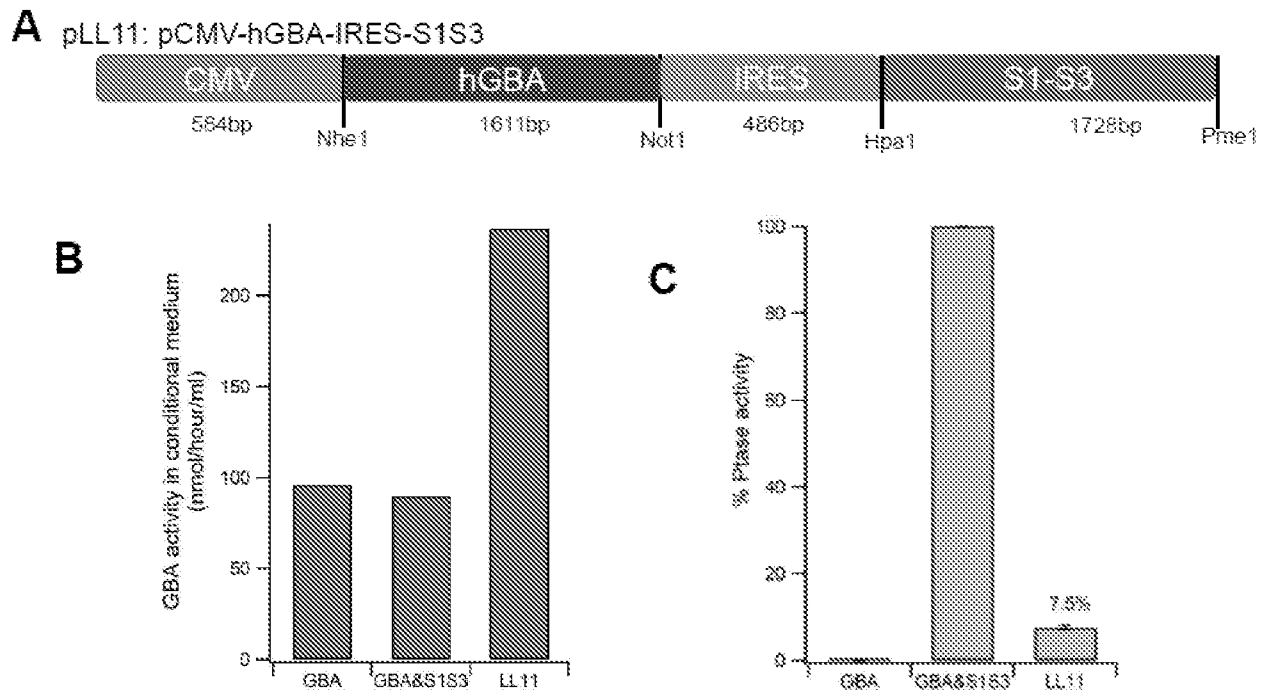 A pLL11: pCMV-hGBA-IRES-S1S3
CMV hGBA IRES S1-S3
584bp 1611bp 486bp 1728bp
Nhe1 Not1 Hpa1 Pme1
B
GBA activity in conditional medium
(nmol/hour/ml)
200
150
100
50
0
GBA GBA&S1S3 LL11
C
% Ptase activity
100
80
60
40
20
0
7.5%
GBA GBA&S1S3 LL11